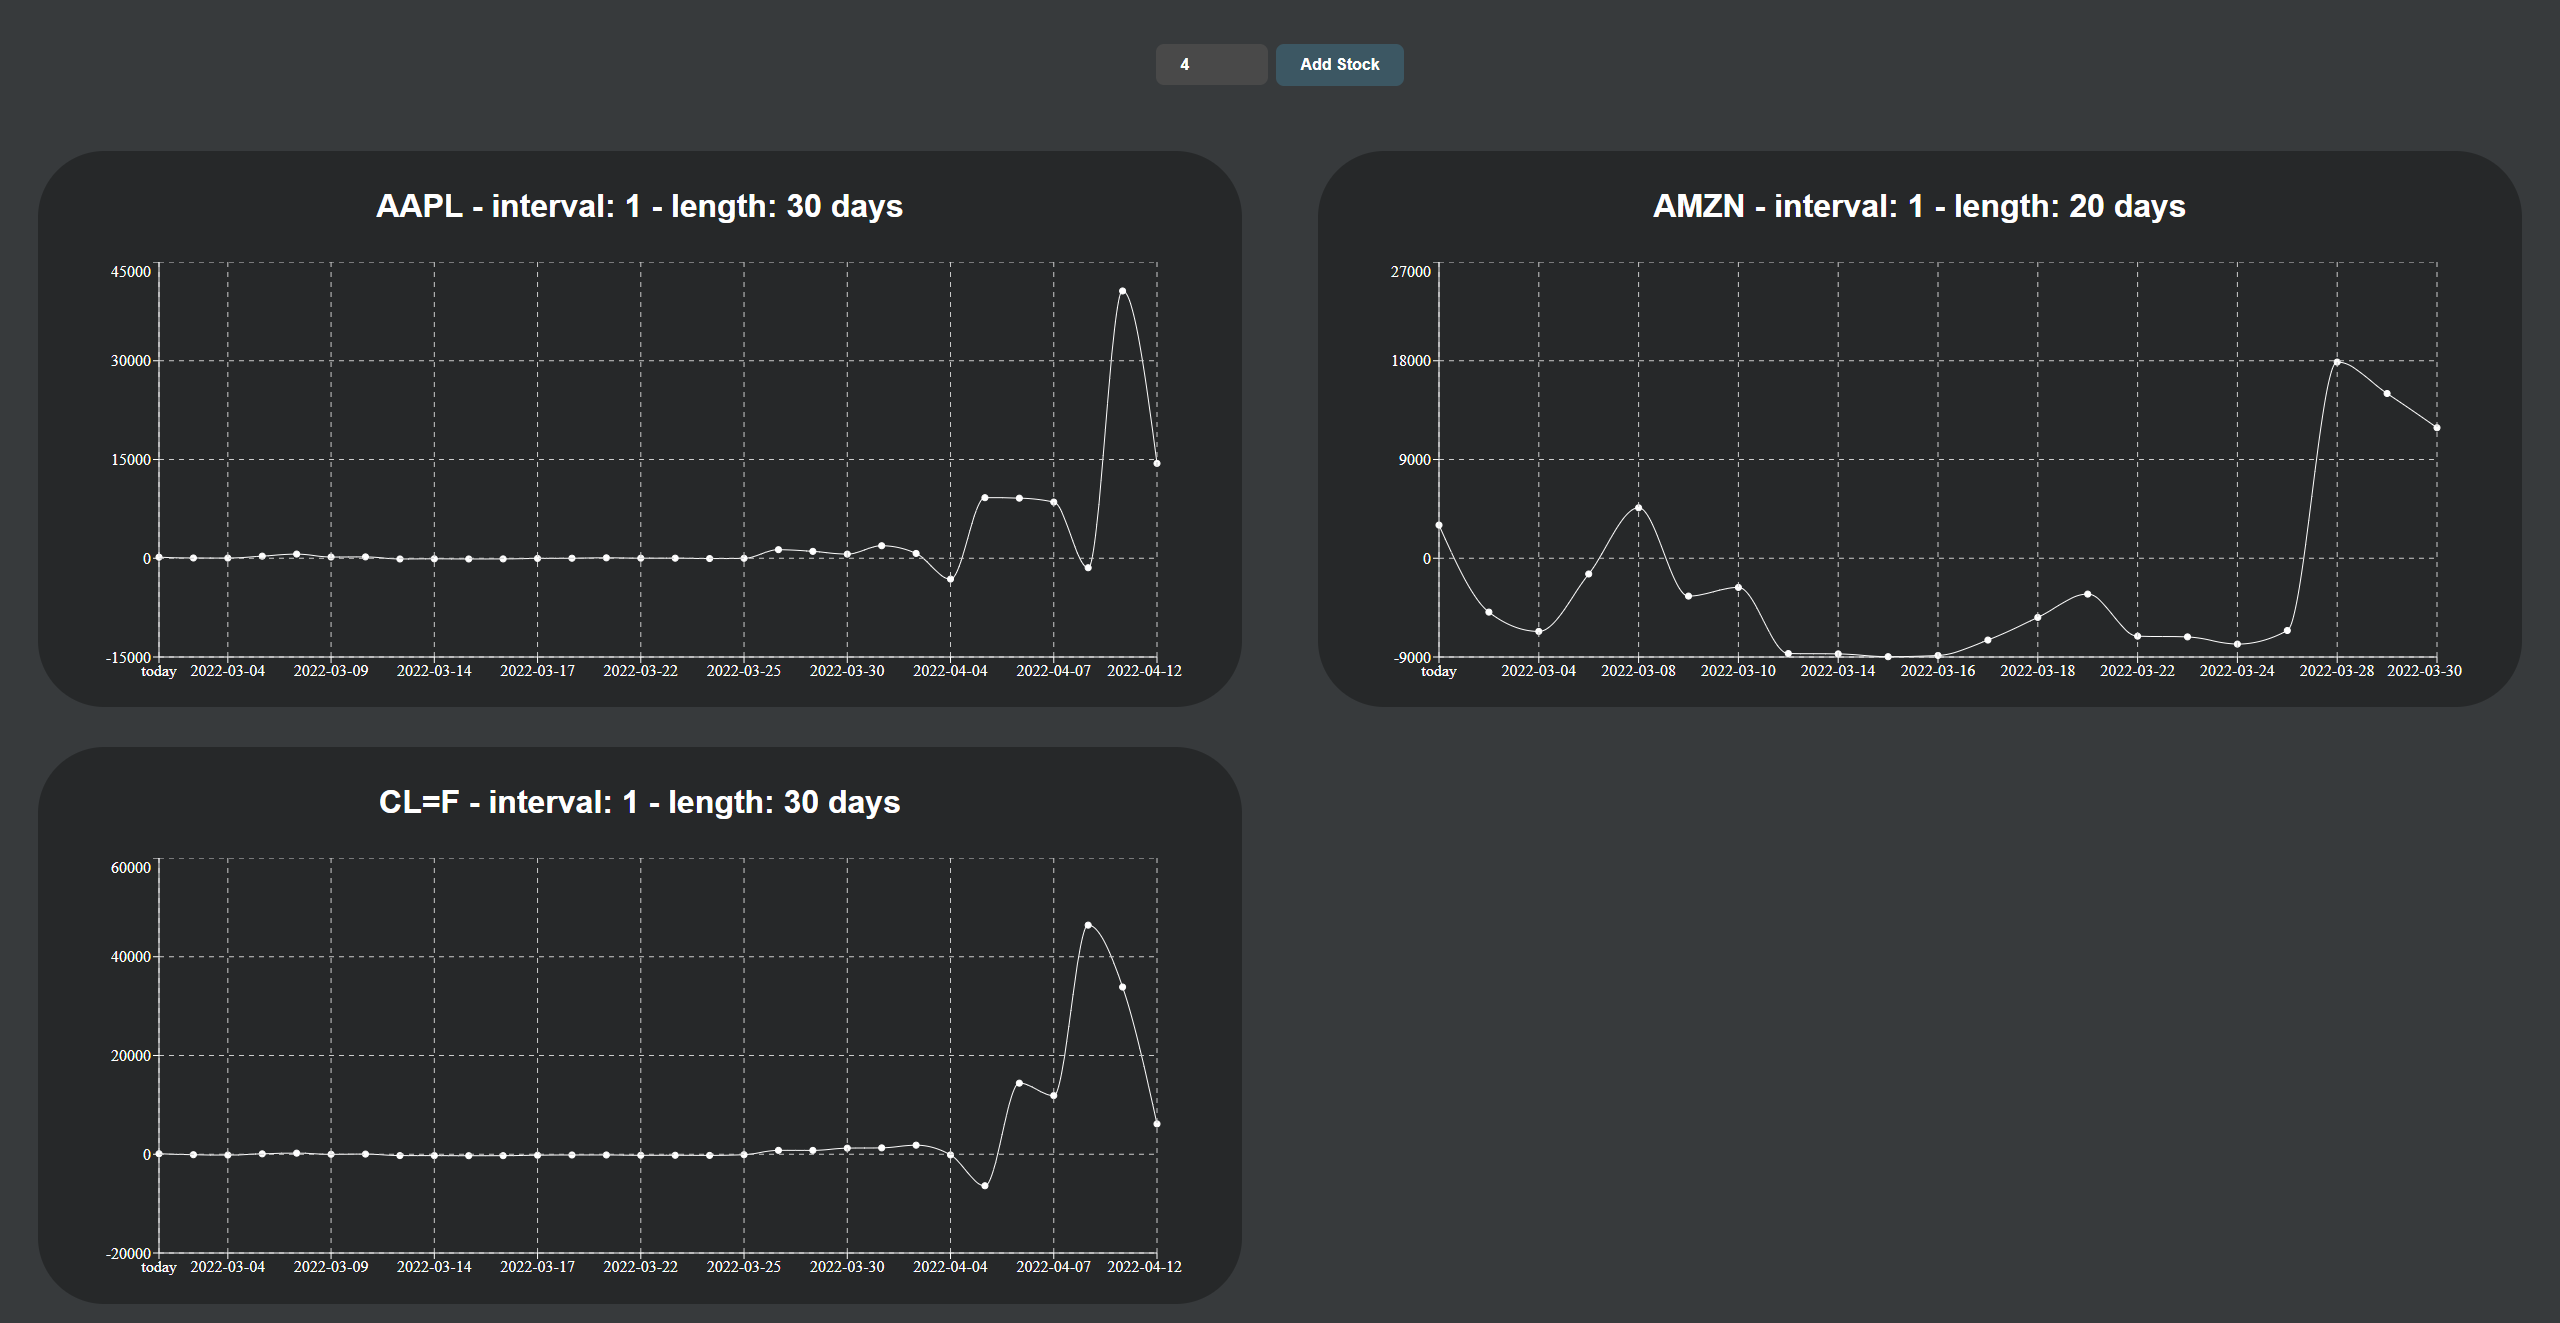 4 Add Stock
AAPL - interval: 1 - length: 30 days
45000
30000
15000
0
-15000
today 2022-03-04 2022-03-09 2022-03-14 2022-03-17 2022-03-22 2022-03-25 2022-03-30 2022-04-04 2022-04-07 2022-04-12
AMZN - interval: 1 - length: 20 days
27000
18000
9000
0
-9000
today 2022-03-04 2022-03-08 2022-03-10 2022-03-14 2022-03-16 2022-03-18 2022-03-22 2022-03-24 2022-03-28 2022-03-30
CL=F - interval: 1 - length: 30 days
60000
40000
20000
0
-20000
today 2022-03-04 2022-03-09 2022-03-14 2022-03-17 2022-03-22 2022-03-25 2022-03-30 2022-04-04 2022-04-07 2022-04-12